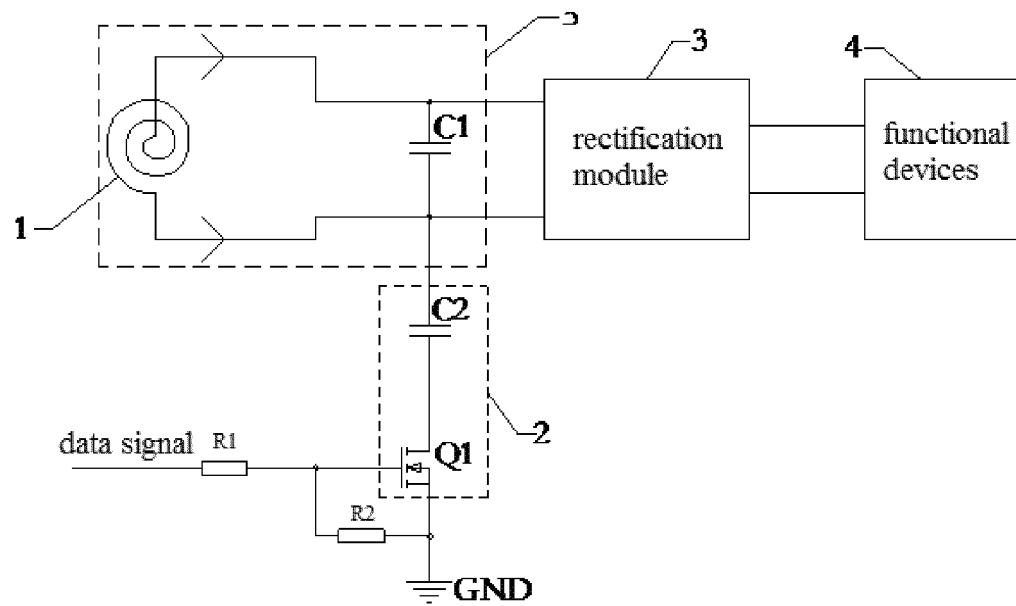 3
4
C1
rectification
module
functional
devices
1
C2
data signal
R1
Q1
2
R2
GND